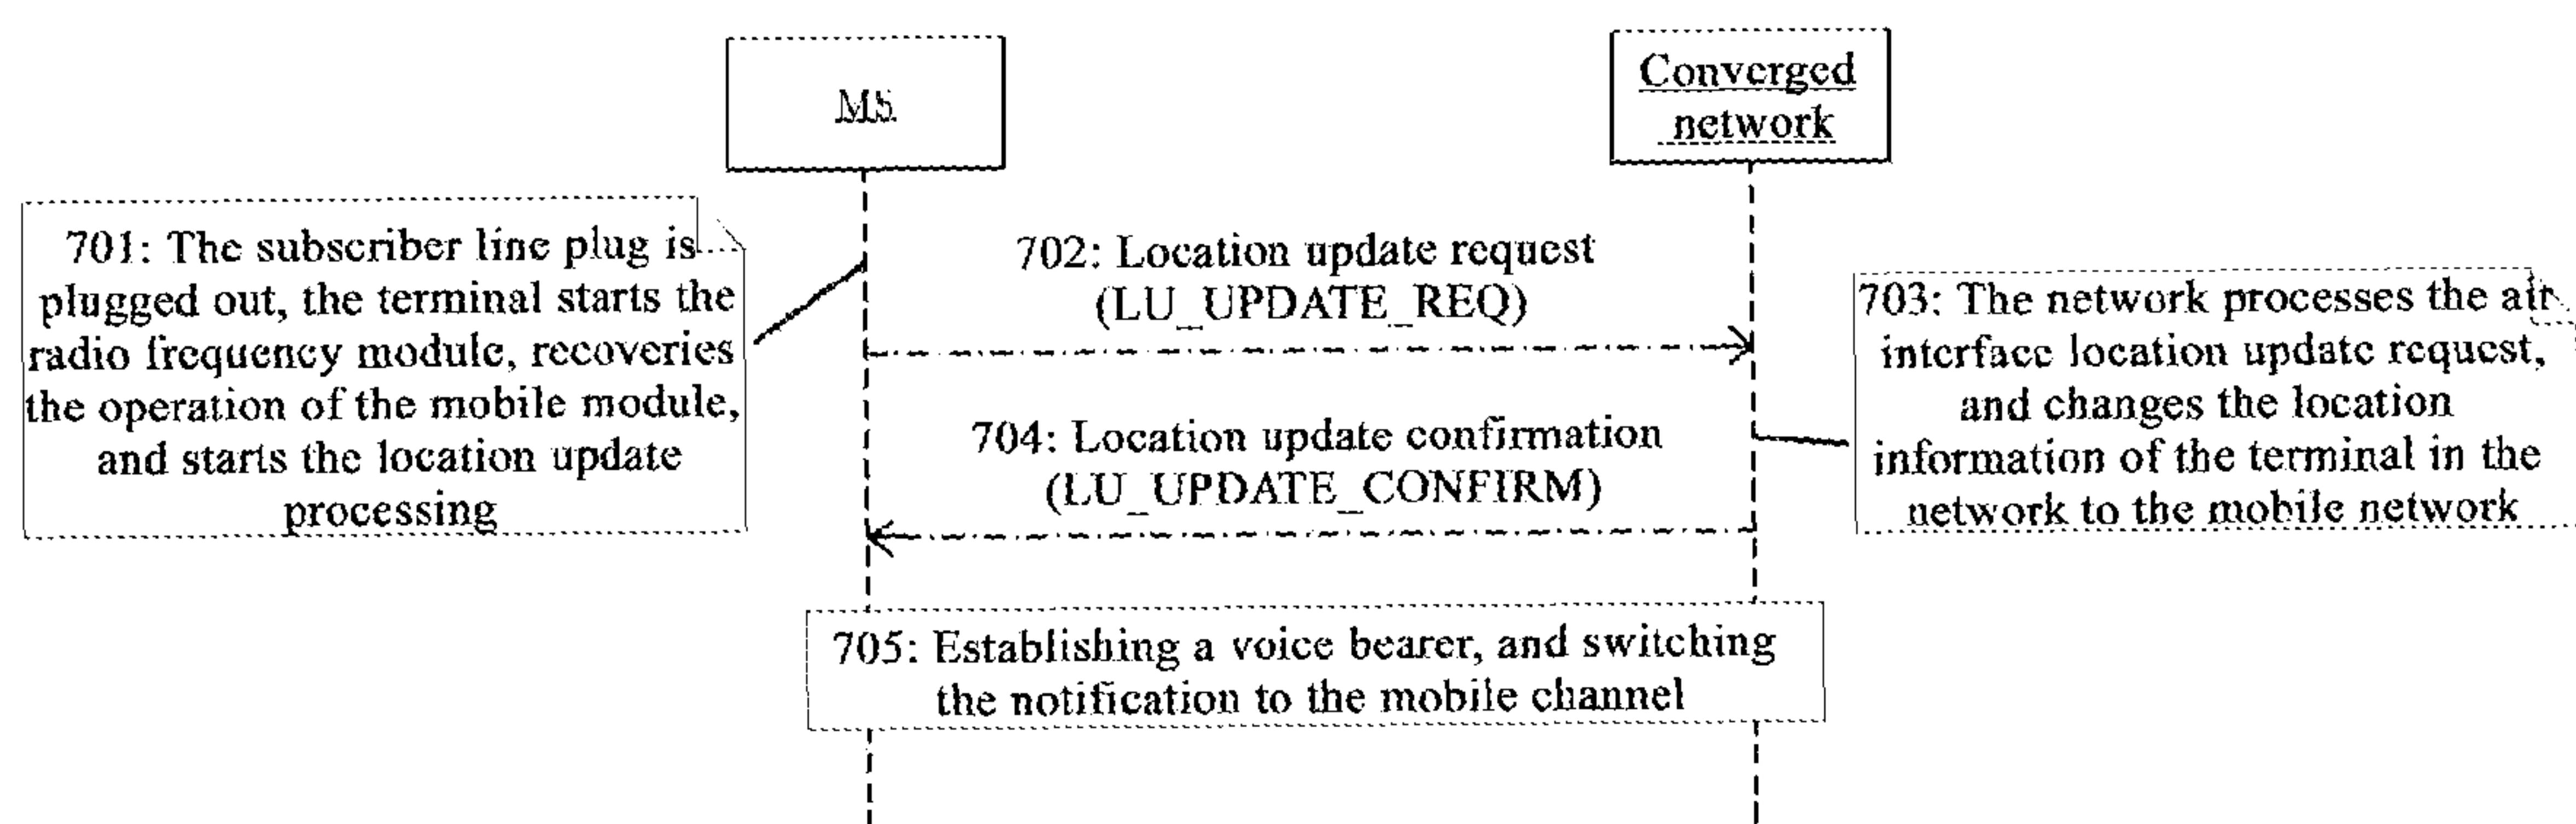 MS
Converged
network
701: The subscriber line plug is
plugged out, the terminal starts the
radio frequency module, recoveries
the operation of the mobile module,
and starts the location update
processing
702: Location update request
(LU_UPDATE_REQ)
703: The network processes the air
interface location update request,
and changes the location
information of the terminal in the
network to the mobile network
704: Location update confirmation
(LU_UPDATE_CONFIRM)
705: Establishing a voice bearer, and switching
the notification to the mobile channel